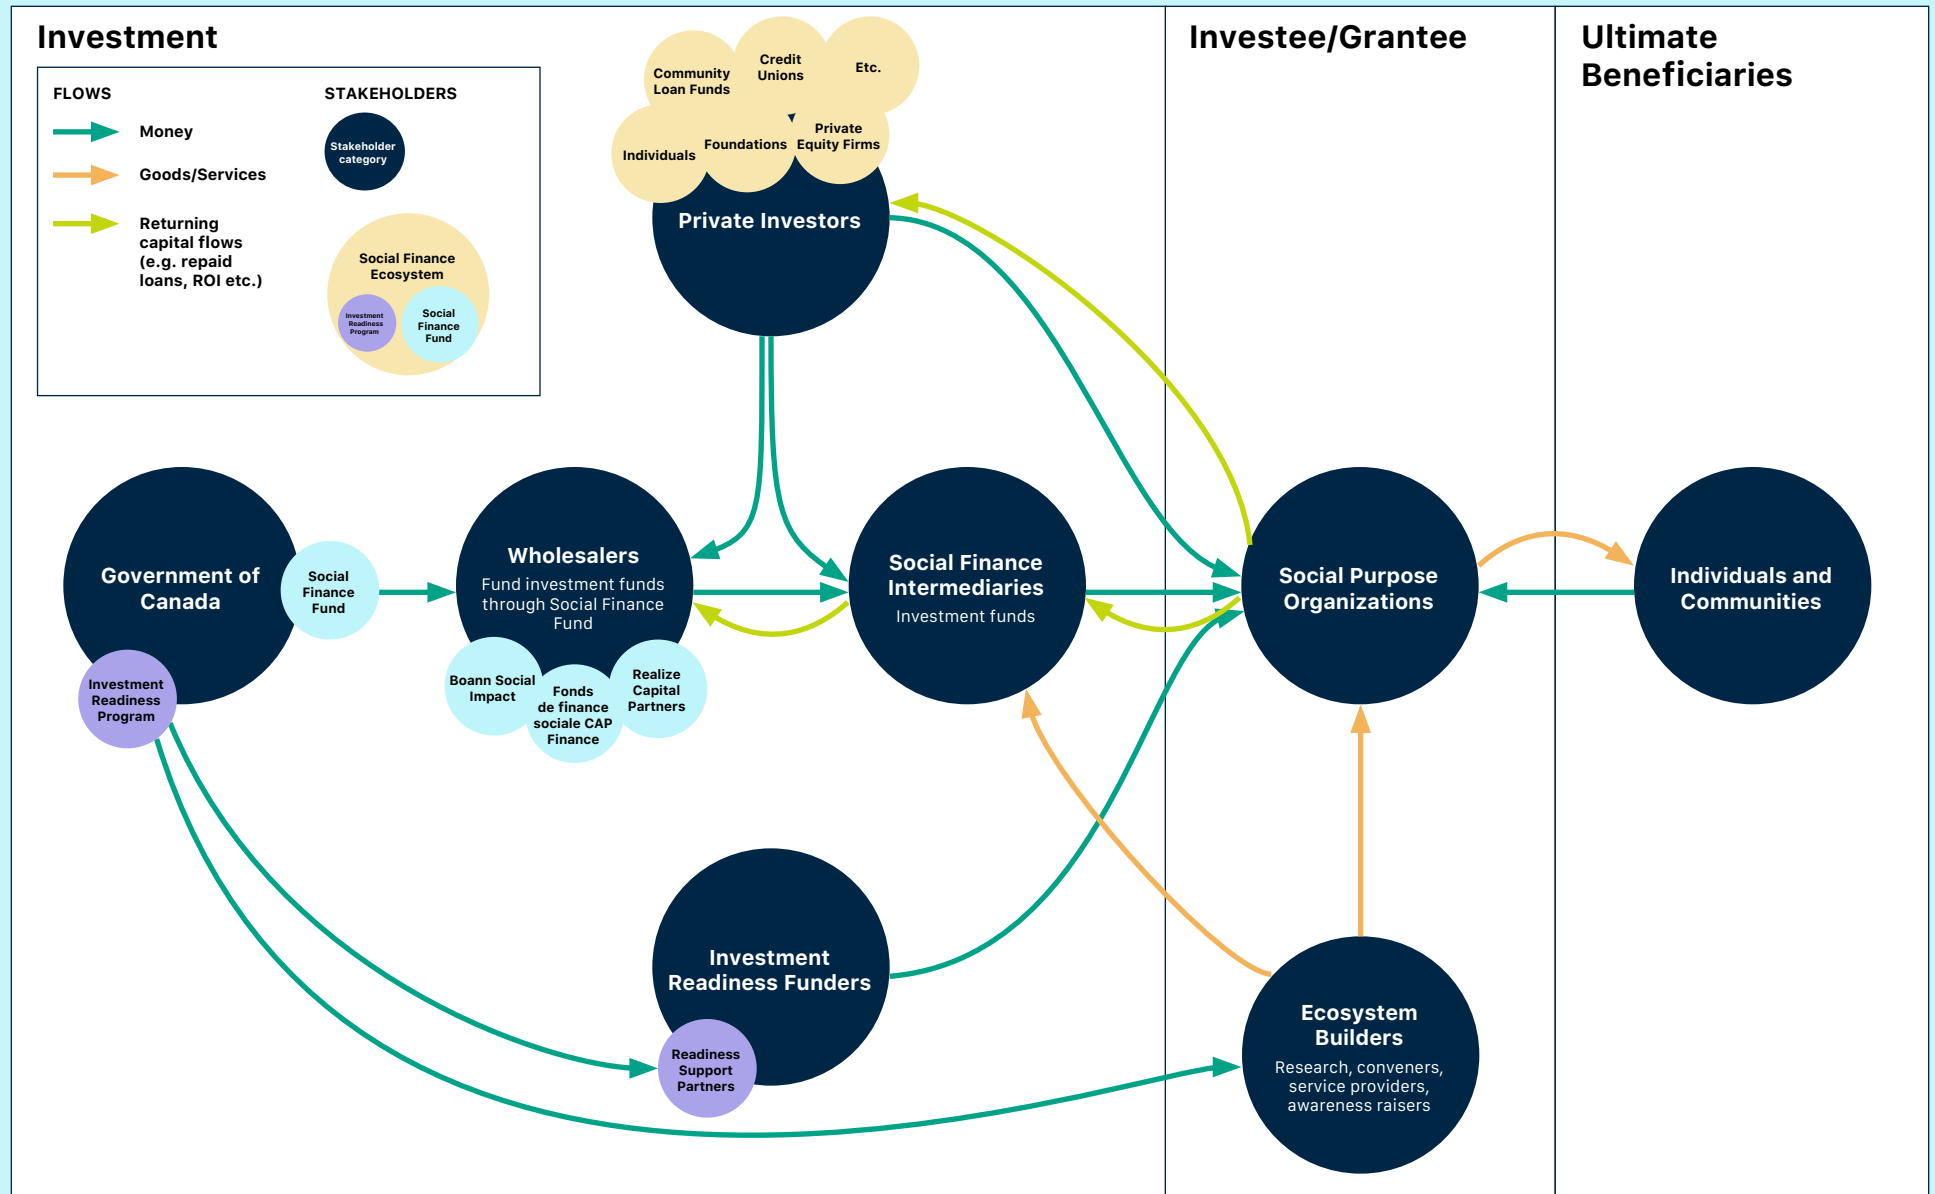 Investment
Investee/Grantee
Ultimate
Beneficiaries
FLOWS
Money
Goods/Services
Returning
capital flows
(e.g. repaid
loans, ROI etc.)
STAKEHOLDERS
Stakeholder
category
Social Finance
Ecosystem
Investment
Readiness
Program
Social
Finance
Fund
Community
Loan Funds
Credit
Unions
Etc.
Individuals
Foundations
Private
Equity Firms
Private Investors
Government of
Canada
Social
Finance
Fund
Investment
Readiness
Program
Wholesalers
Fund investment funds
through Social Finance
Fund
Boann Social
Impact
Fonds
de finance
sociale CAP
Finance
Realize
Capital
Partners
Social Finance
Intermediaries
Investment funds
Social Purpose
Organizations
Individuals and
Communities
Investment
Readiness Funders
Readiness
Support
Partners
Ecosystem
Builders
Research, conveners,
service providers,
awareness raisers